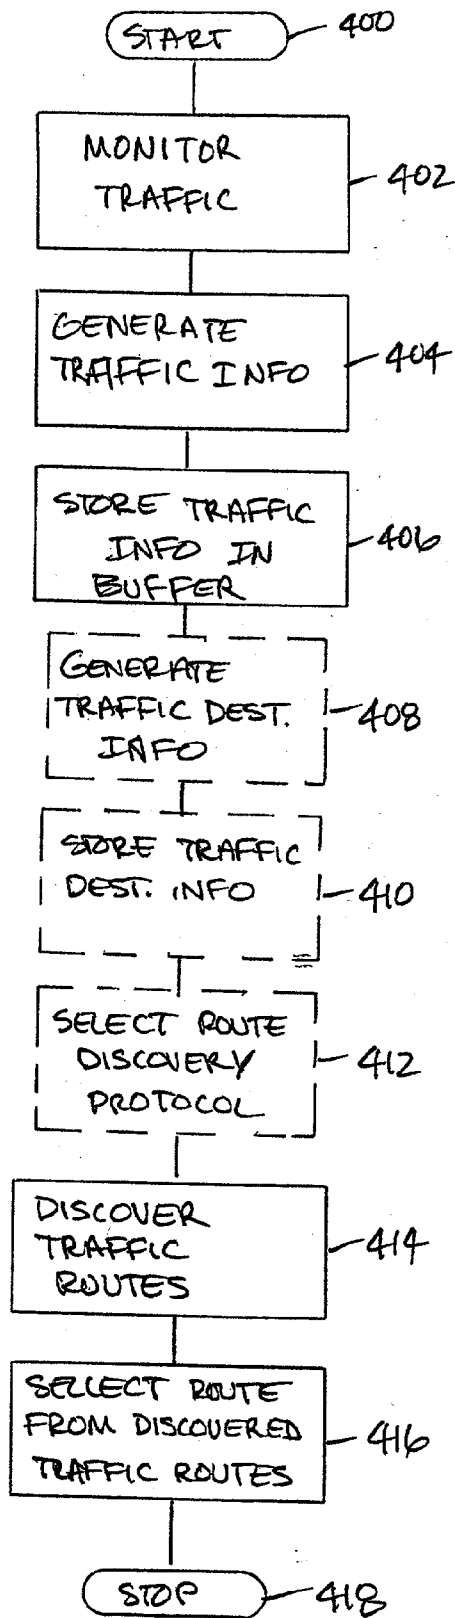 START 400
MONITOR
TRAFFIC
402
GENERATE
TRAFFIC INFO
404
STORE TRAFFIC
INFO IN
BUFFER
406
GENERATE
TRAFFIC DEST.
INFO
408
STORE TRAFFIC
DEST. INFO
410
SELECT ROUTE
DISCOVERY
PROTOCOL
412
DISCOVER
TRAFFIC
ROUTES
414
SELLECT ROUTE
FROM DISCOVERED
TRAFFIC ROUTES
416
STOP 418